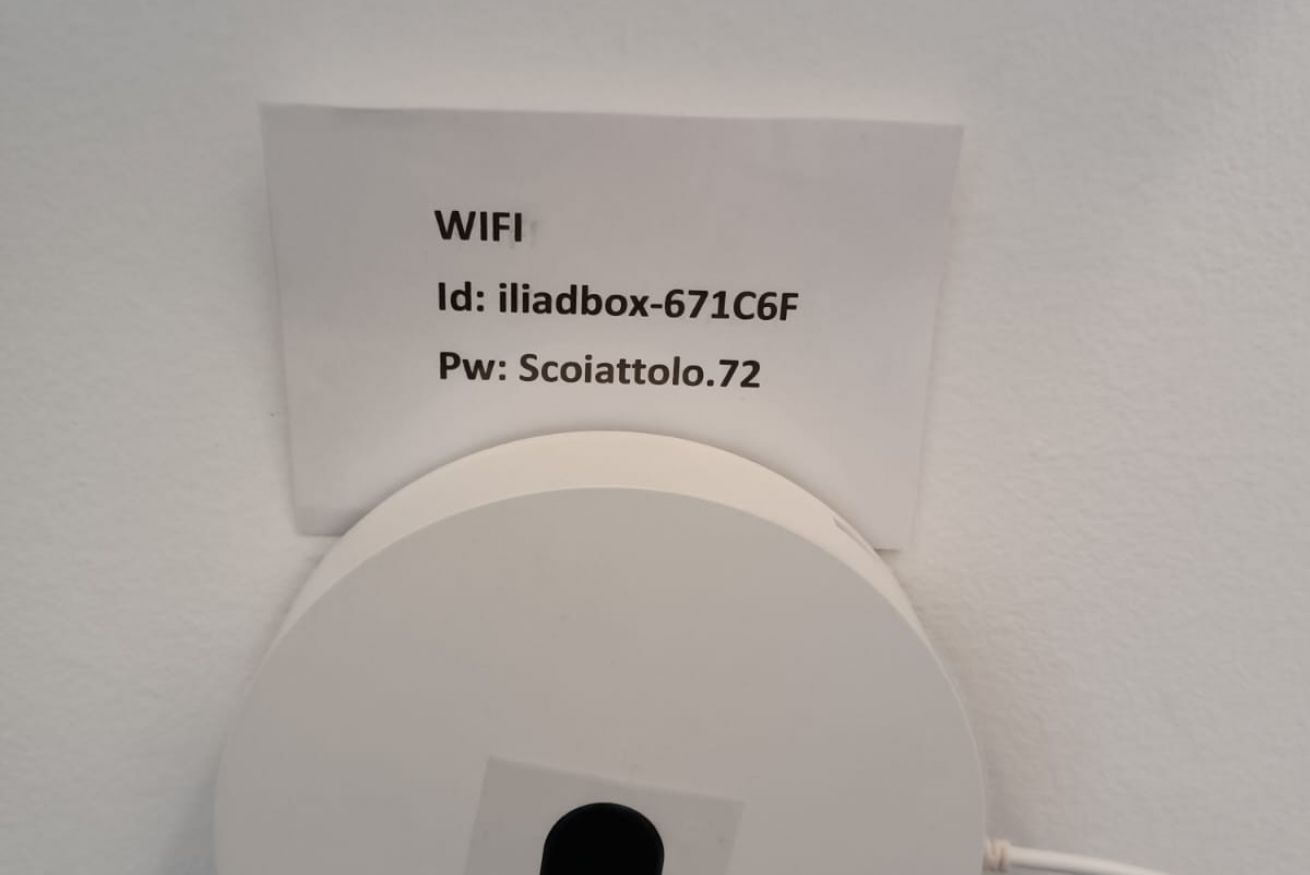 WIFI
Id: iliadbox-671C6F
Pw: Scoiattolo.72